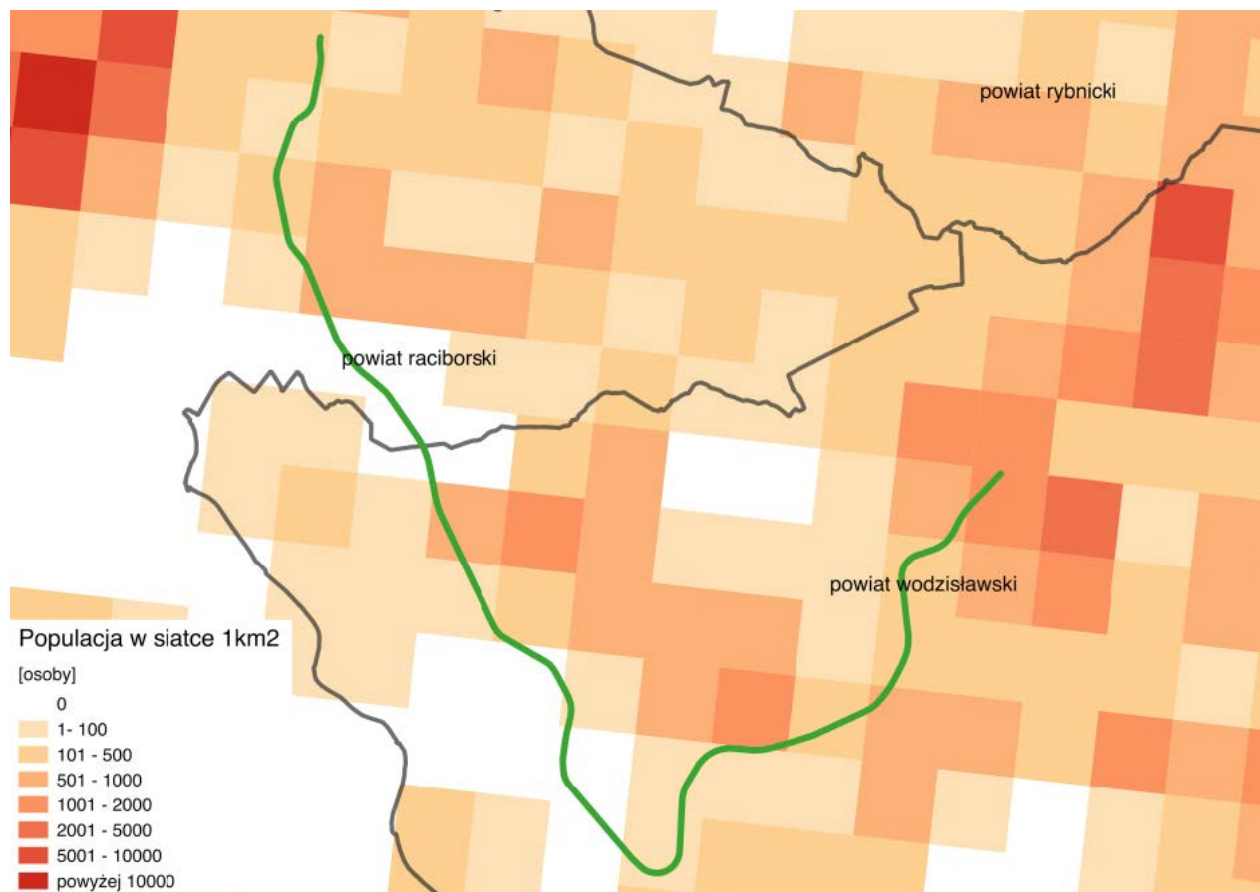 powiat rybnicki
powiat raciborski
powiat wodzisławski
Populacja w siatce 1km2
[osoby]
0
1- 100
101 - 500
501 - 1000
1001 - 2000
2001 - 5000
5001 - 10000
powyżej 10000